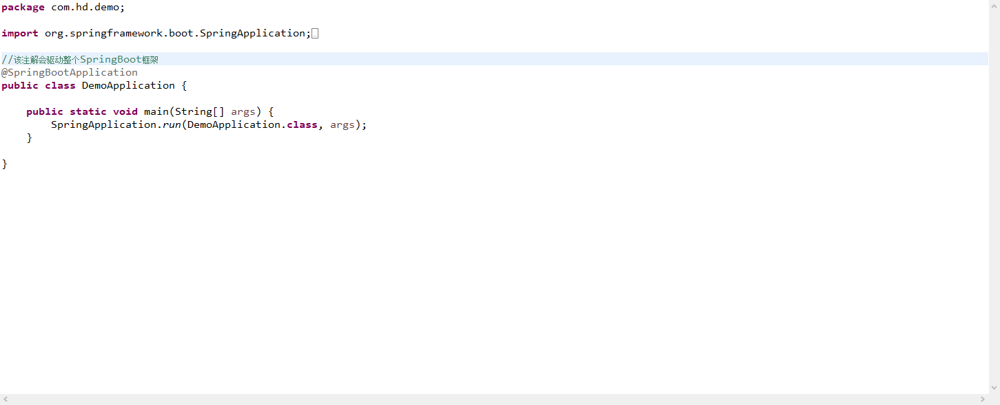 package com.hd.demo;
import org.springframework.boot.SpringApplication;
//该注解会驱动整个SpringBoot框架
@SpringBootApplication
public class DemoApplication {
public static void main(String[] args) {
SpringApplication.run(DemoApplication.class, args);
}
}